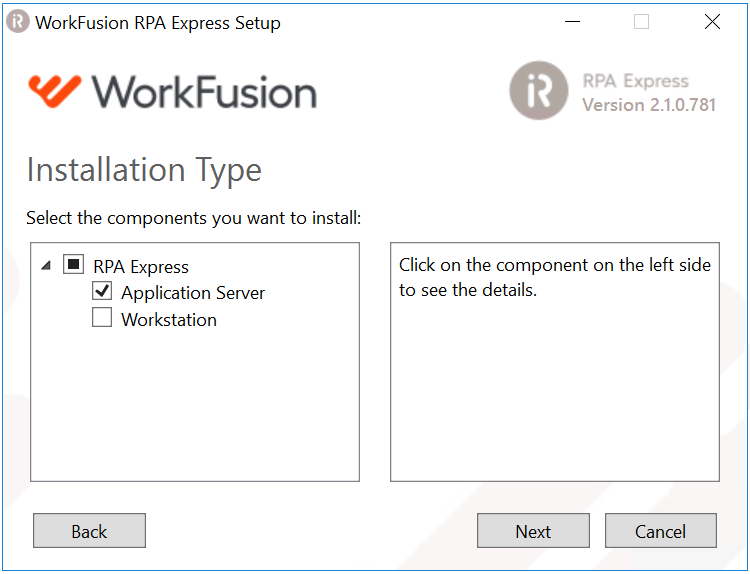 WorkFusion RPA Express Setup
WorkFusion
RPA Express
Version 2.1.0.781
Installation Type
Select the components you want to install:
RPA Express
Application Server
Workstation
Click on the component on the left side
to see the details.
Back
Next
Cancel